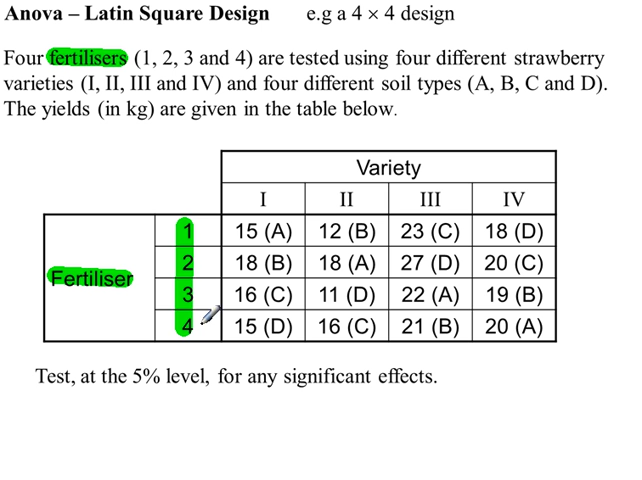 Anova – Latin Square Design e.g a 4 × 4 design
Four fertilisers (1, 2, 3 and 4) are tested using four different strawberry
varieties (I, II, III and IV) and four different soil types (A, B, C and D).
The yields (in kg) are given in the table below.
Variety
I II III IV
1 15 (A) 12 (B) 23 (C) 18 (D)
Fertiliser 2 18 (B) 18 (A) 27 (D) 20 (C)
3 16 (C) 11 (D) 22 (A) 19 (B)
4 15 (D) 16 (C) 21 (B) 20 (A)
Test, at the 5% level, for any significant effects.